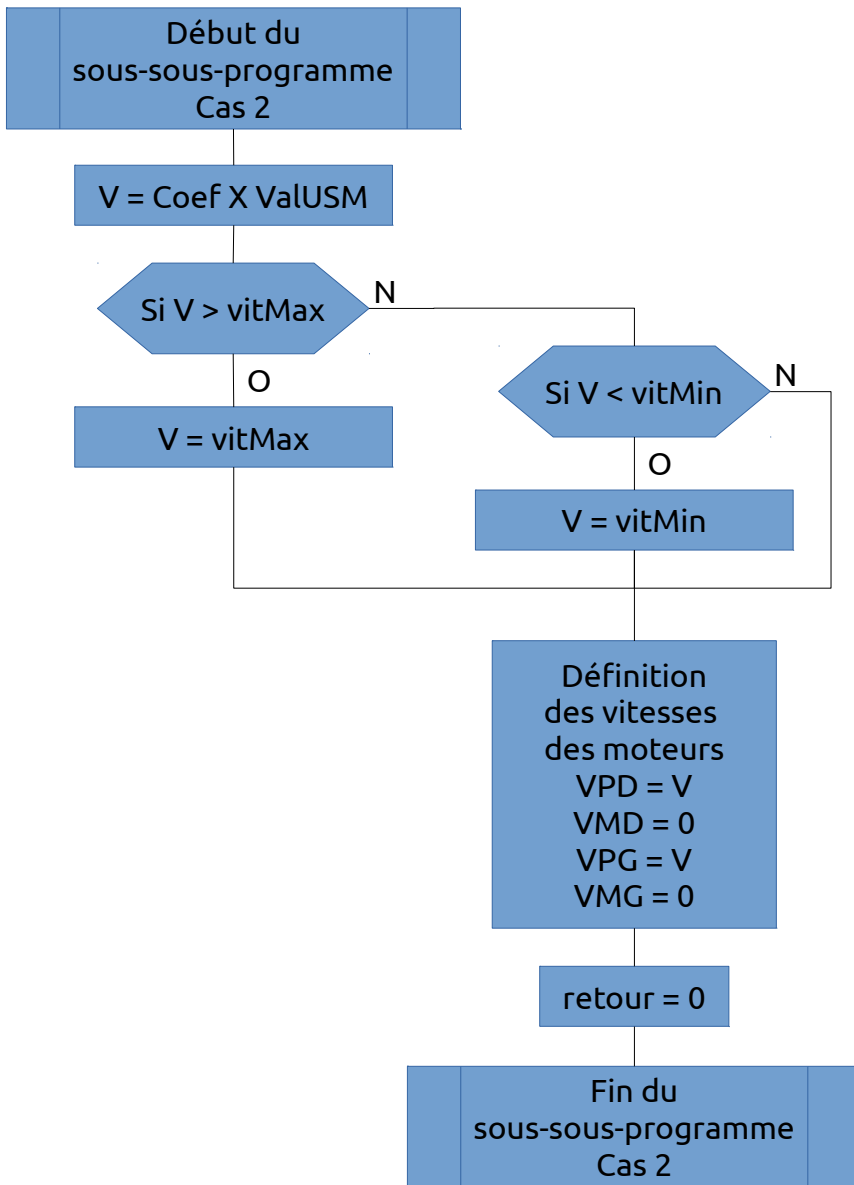 Début du
sous-sous-programme
Cas 2
V = Coef X ValUSM
Si V > vitMax
N
O
V = vitMax
Si V < vitMin
N
O
V = vitMin
Définition
des vitesses
des moteurs
VPD = V
VMD = 0
VPG = V
VMG = 0
retour = 0
Fin du
sous-sous-programme
Cas 2